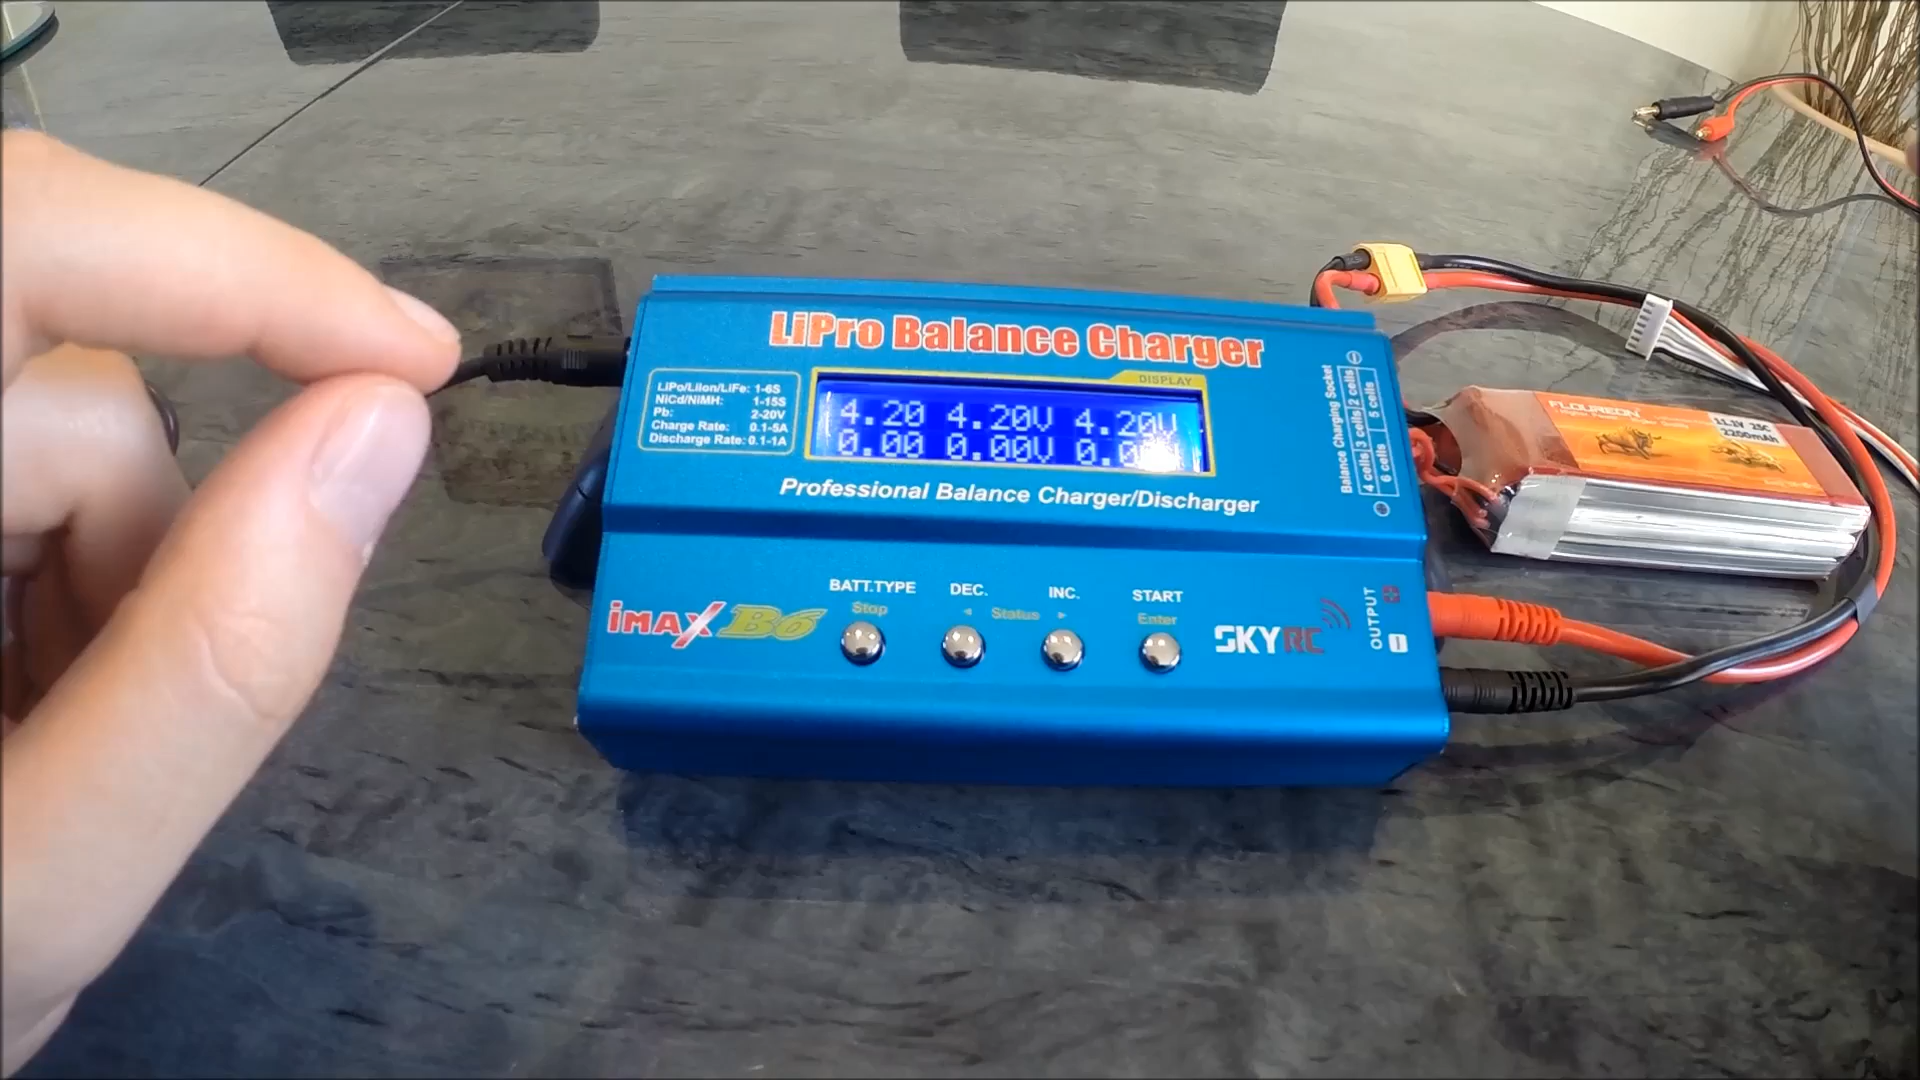 LiPro Balance Charger
DISPLAY
LiPo/LiIon/LiFe: 1-6S
NiCd/NiMH: 1-15S
Pb: 2-20V
Charge Rate: 0.1-5A
Discharge Rate: 0.1-1A
4.20 4.20V 4.20V
0.00 0.00V
Professional Balance Charger/Discharger
Balance Charging Socket
4 cells 3 cells 2 cells
6 cells 5 cells
FLOUREON
11.1V 25C
2200mAh
BATT.TYPE DEC. INC. START
Stop Status Enter
iMAX B6
SKYRC
OUTPUT